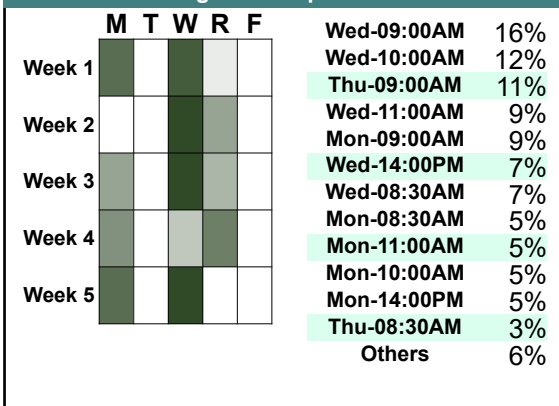 M T W R F
Week 1
Week 2
Week 3
Week 4
Week 5
Wed-09:00AM 16%
Wed-10:00AM 12%
Thu-09:00AM 11%
Wed-11:00AM 9%
Mon-09:00AM 9%
Wed-14:00PM 7%
Wed-08:30AM 7%
Mon-08:30AM 5%
Mon-11:00AM 5%
Mon-10:00AM 5%
Mon-14:00PM 5%
Thu-08:30AM 3%
Others 6%